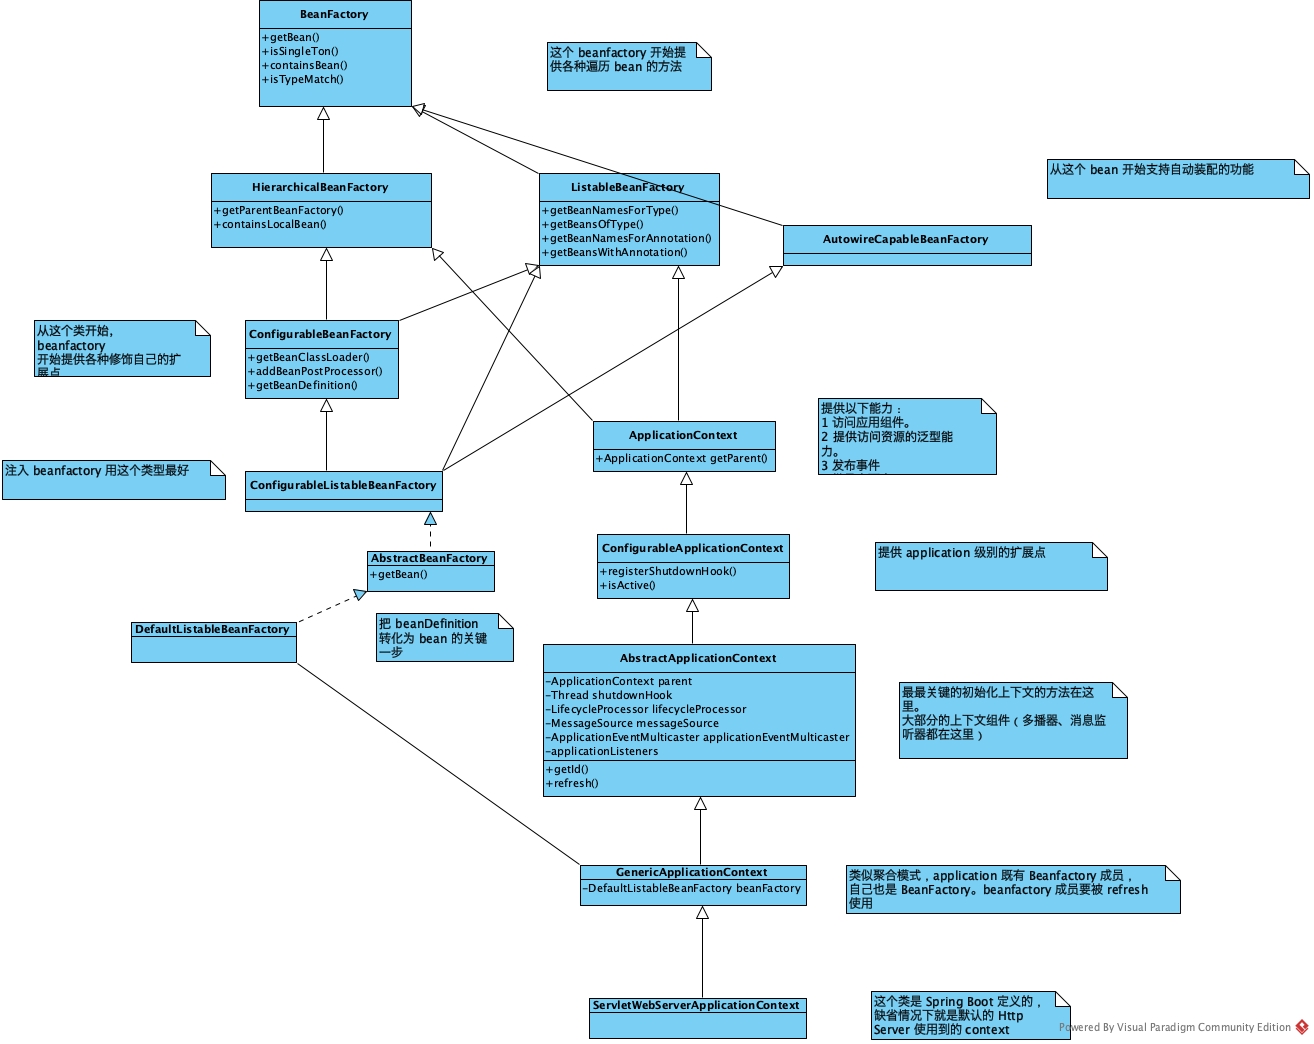 BeanFactory
+getBean()
+isSingleTon()
+containsBean()
+isTypeMatch()
这个 beanfactory 开始提
供各种遍历 bean 的方法
从这个 bean 开始支持自动装配的功能
HierarchicalBeanFactory
+getParentBeanFactory()
+containsLocalBean()
ListableBeanFactory
+getBeanNamesForType()
+getBeansOfType()
+getBeanNamesForAnnotation()
+getBeansWithAnnotation()
AutowireCapableBeanFactory
从这个类开始，
beanfactory
开始提供各种修饰自己的扩
展点
ConfigurableBeanFactory
+getBeanClassLoader()
+addBeanPostProcessor()
+getBeanDefinition()
提供以下能力：
1 访问应用组件。
2 提供访问资源的泛型能
力。
3 发布事件
ApplicationContext
+ApplicationContext getParent()
注入 beanfactory 用这个类型最好
ConfigurableListableBeanFactory
ConfigurableApplicationContext
+registerShutdownHook()
+isActive()
提供 application 级别的扩展点
AbstractBeanFactory
+getBean()
DefaultListableBeanFactory
把 beanDefinition
转化为 bean 的关键
一步
AbstractApplicationContext
-ApplicationContext parent
-Thread shutdownHook
-LifecycleProcessor lifecycleProcessor
-MessageSource messageSource
-ApplicationEventMulticaster applicationEventMulticaster
-applicationListeners
+getId()
+refresh()
最最关键的初始化上下文的方法在这
里。
大部分的上下文组件（多播器、消息监
听器都在这里）
GenericApplicationContext
-DefaultListableBeanFactory beanFactory
类似聚合模式，application 既有 Beanfactory 成员，
自己也是 BeanFactory。beanfactory 成员要被 refresh
使用
ServletWebServerApplicationContext
这个类是 Spring Boot 定义的，
缺省情况下就是默认的 Http
Server 使用到的 context
Powered By Visual Paradigm Community Edition